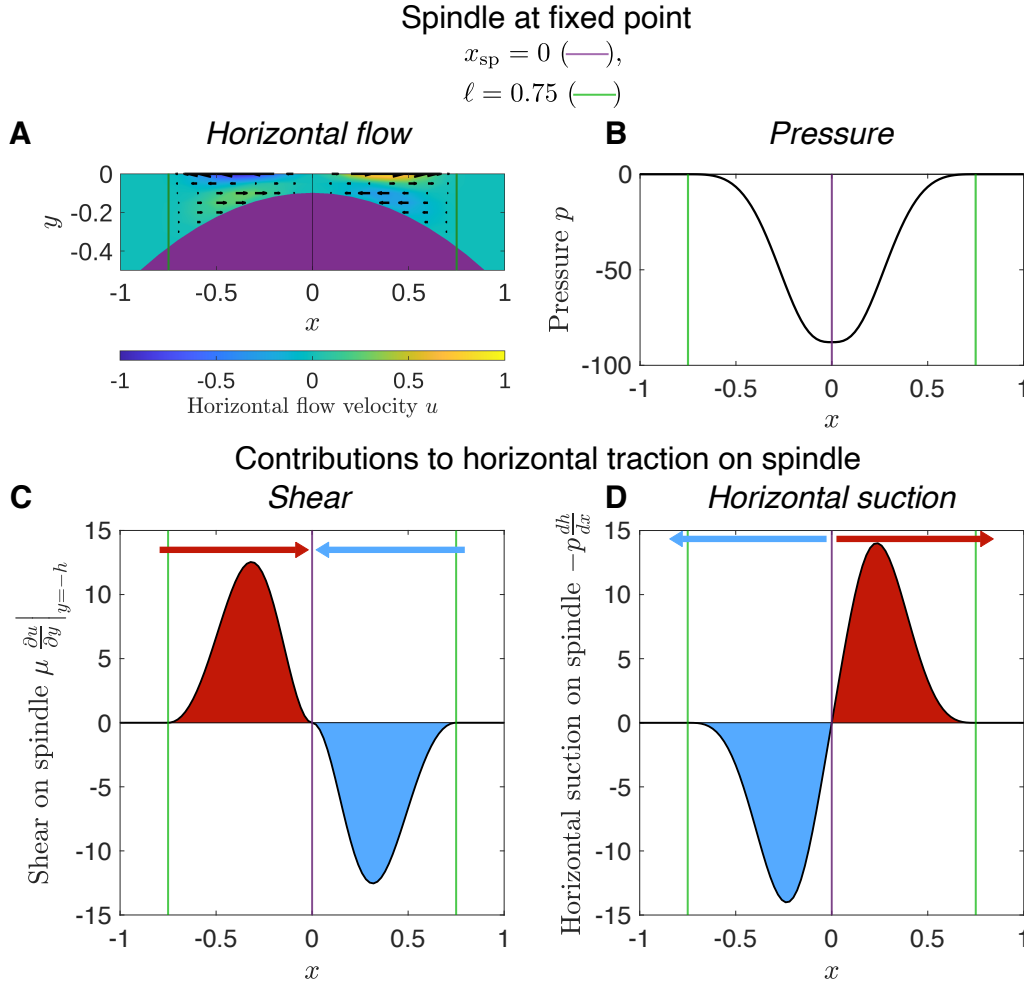 Spindle at fixed point
x_sp = 0 (—),
ℓ = 0.75 (—)
A
Horizontal flow
0
-0.2
-0.4
y
-1
-0.5
0
0.5
1
x
-1
-0.5
0
0.5
1
Horizontal flow velocity u
B
Pressure
0
-50
-100
Pressure p
-1
-0.5
0
0.5
1
x
Contributions to horizontal traction on spindle
C
Shear
15
10
5
0
-5
-10
-15
Shear on spindle μ ∂u/∂y|y=−h
-1
-0.5
0
0.5
1
x
D
Horizontal suction
15
10
5
0
-5
-10
-15
Horizontal suction on spindle −p dh/dx
-1
-0.5
0
0.5
1
x